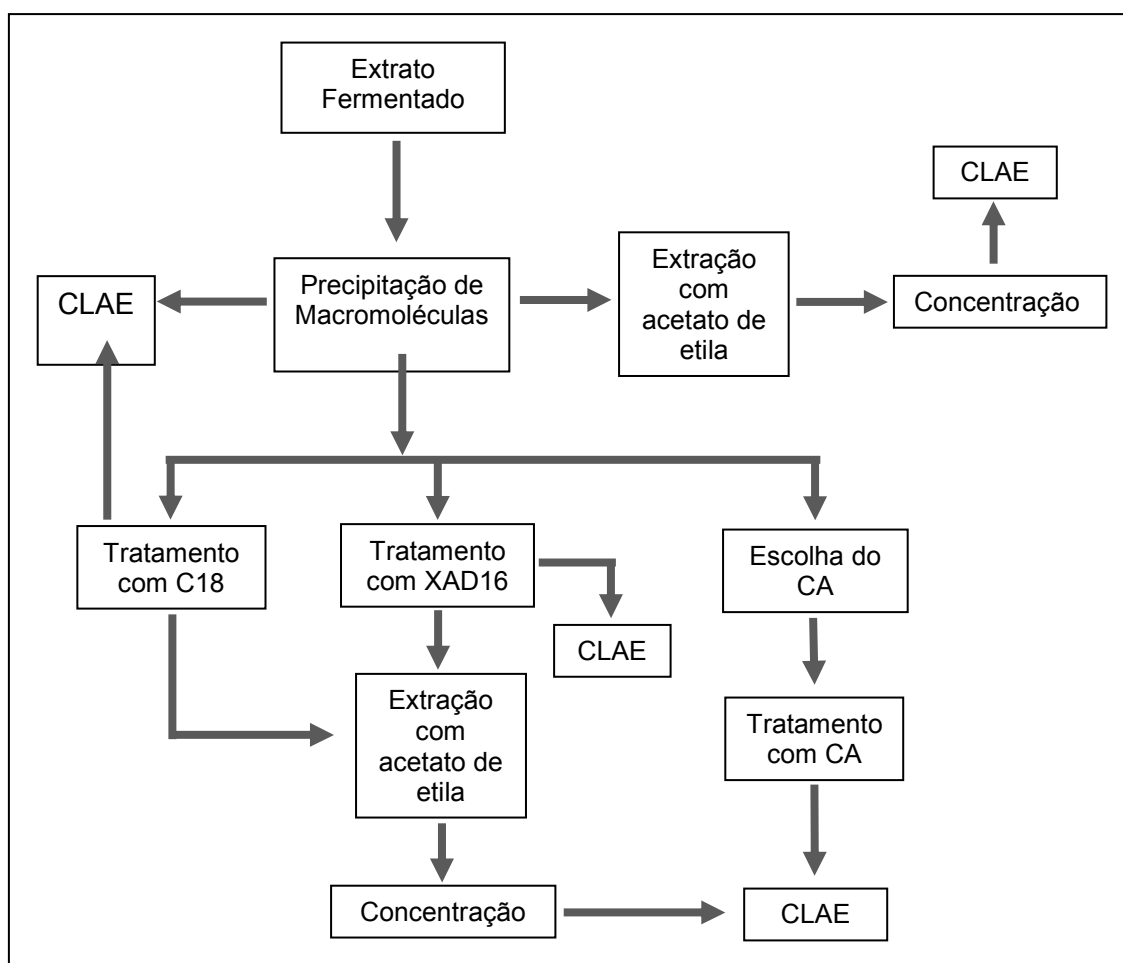 Extrato
Fermentado
CLAE
Precipitação de
Macromoléculas
Extração
com
acetato de
etila
Concentração
CLAE
Tratamento
com C18
Tratamento
com XAD16
Escolha do
CA
CLAE
Extração
com
acetato de
etila
Tratamento
com CA
Concentração
CLAE